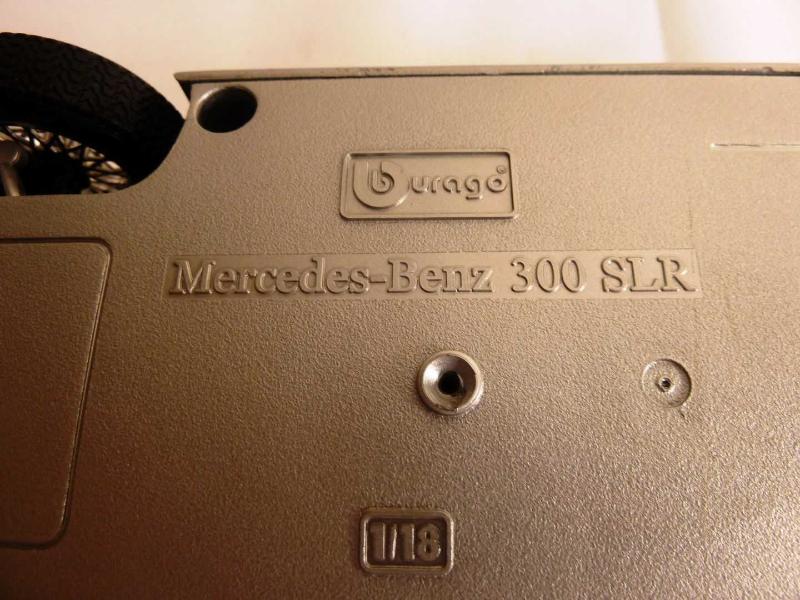 burago®
Mercedes-Benz 300 SLR
1/18